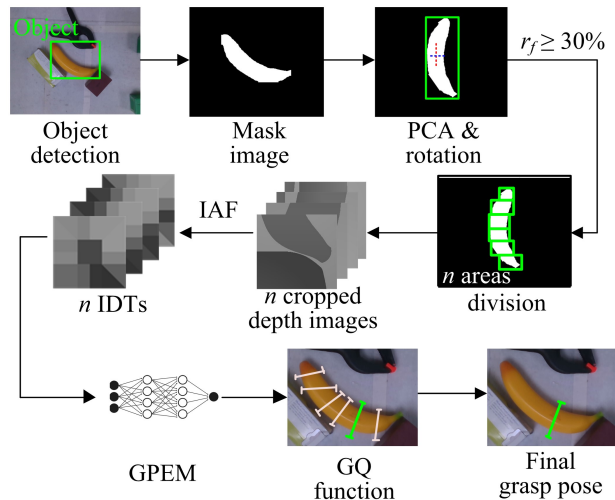 Object
r_f ≥ 30%
Object
detection
Mask
image
PCA &
rotation
IAF
n areas
n IDTs
n cropped
depth images
division
GPEM
GQ
function
Final
grasp pose